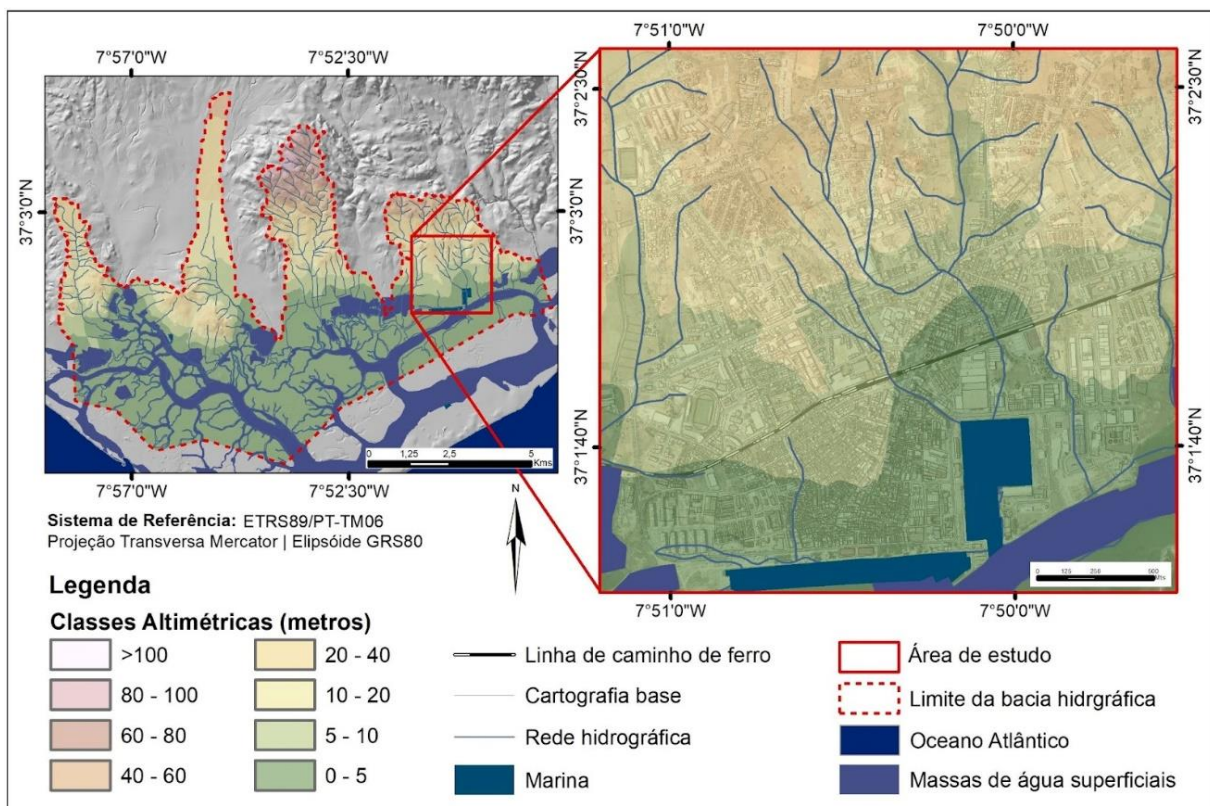 7°57'0"W
7°52'30"W
37°3'0"N
37°3'0"N
0 1,25 2,5 5
Kms
7°57'0"W
7°52'30"W
7°51'0"W
7°50'0"W
37°2'30"N
37°2'30"N
37°1'40"N
37°1'40"N
7°51'0"W
7°50'0"W
N
Sistema de Referência: ETRS89/PT-TM06
Projeção Transversa Mercator | Elipsóide GRS80
Legenda
Classes Altimétricas (metros)
>100
80 - 100
60 - 80
40 - 60
20 - 40
10 - 20
5 - 10
0 - 5
Linha de caminho de ferro
Cartografia base
Rede hidrográfica
Marina
Área de estudo
Limite da bacia hidrgráfica
Oceano Atlântico
Massas de água superficiais